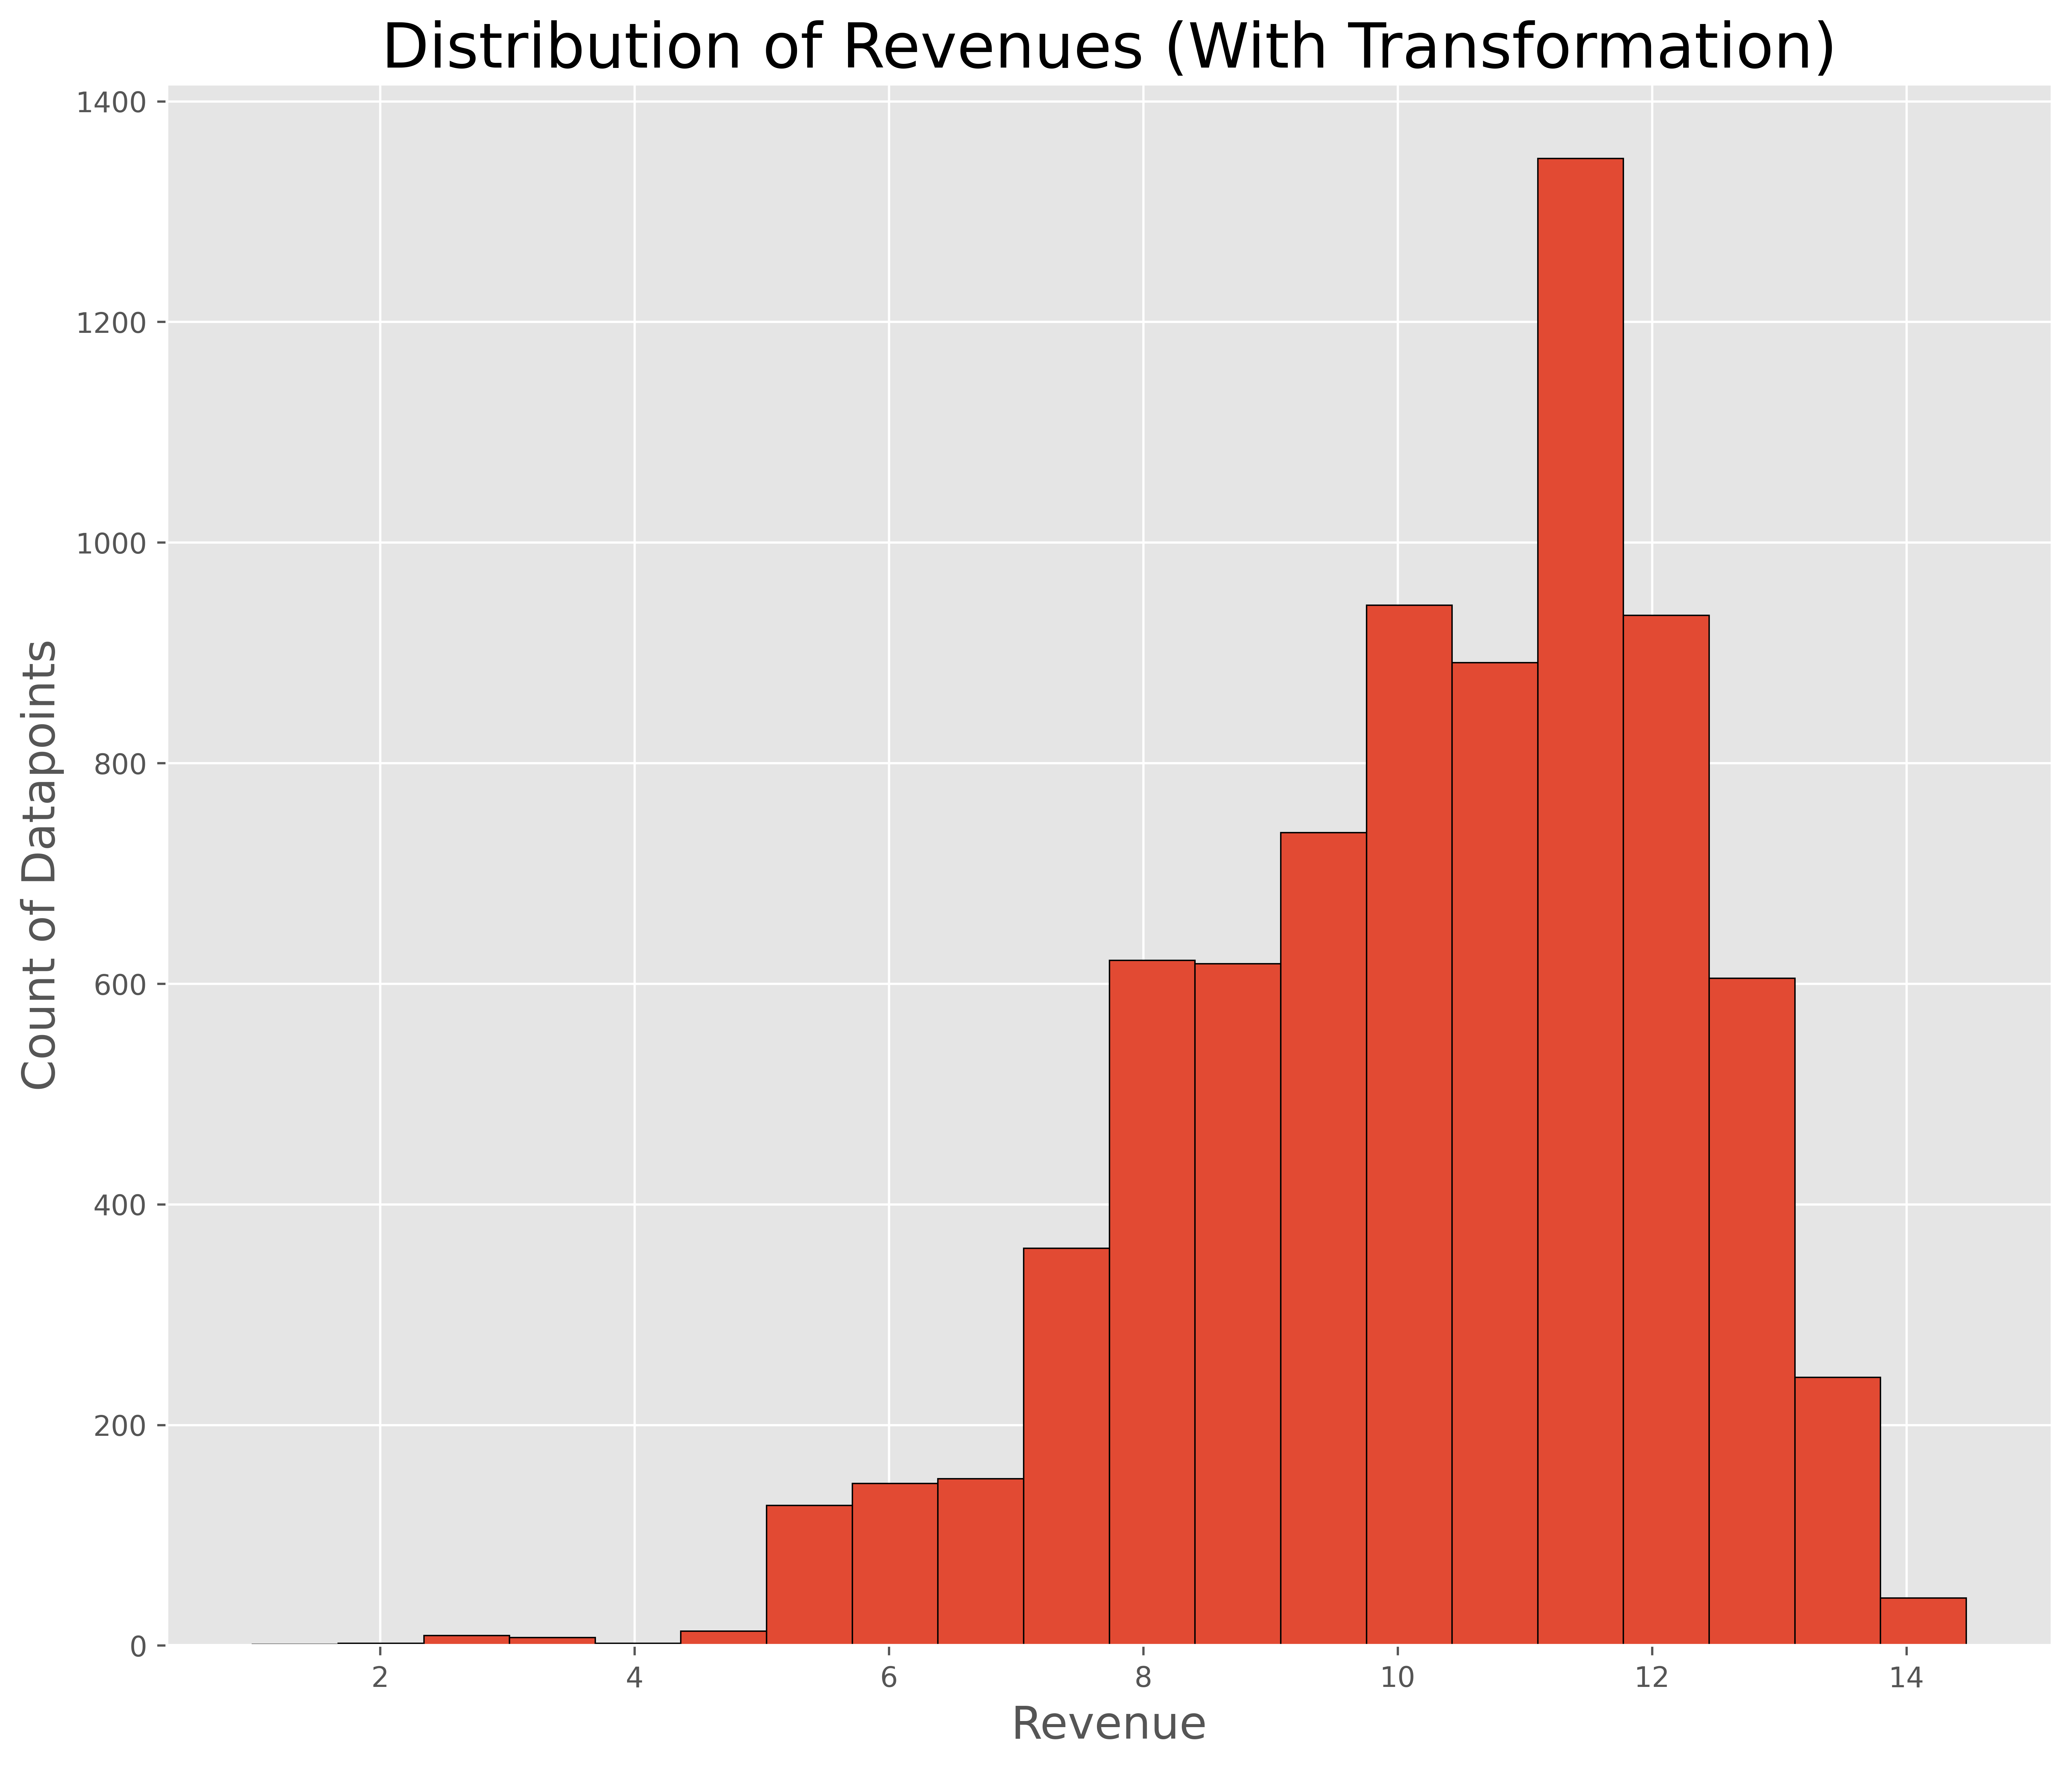 Distribution of Revenues (With Transformation)
1400
1200
1000
800
600
400
200
0
Count of Datapoints
2 4 6 8 10 12 14
Revenue